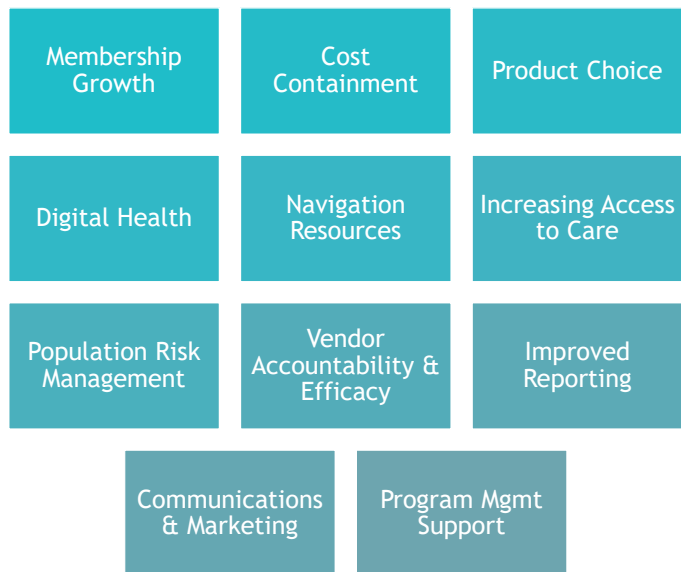 Membership
Growth
Cost
Containment
Product Choice
Digital Health
Navigation
Resources
Increasing Access
to Care
Population Risk
Management
Vendor
Accountability &
Efficacy
Improved
Reporting
Communications
& Marketing
Program Mgmt
Support